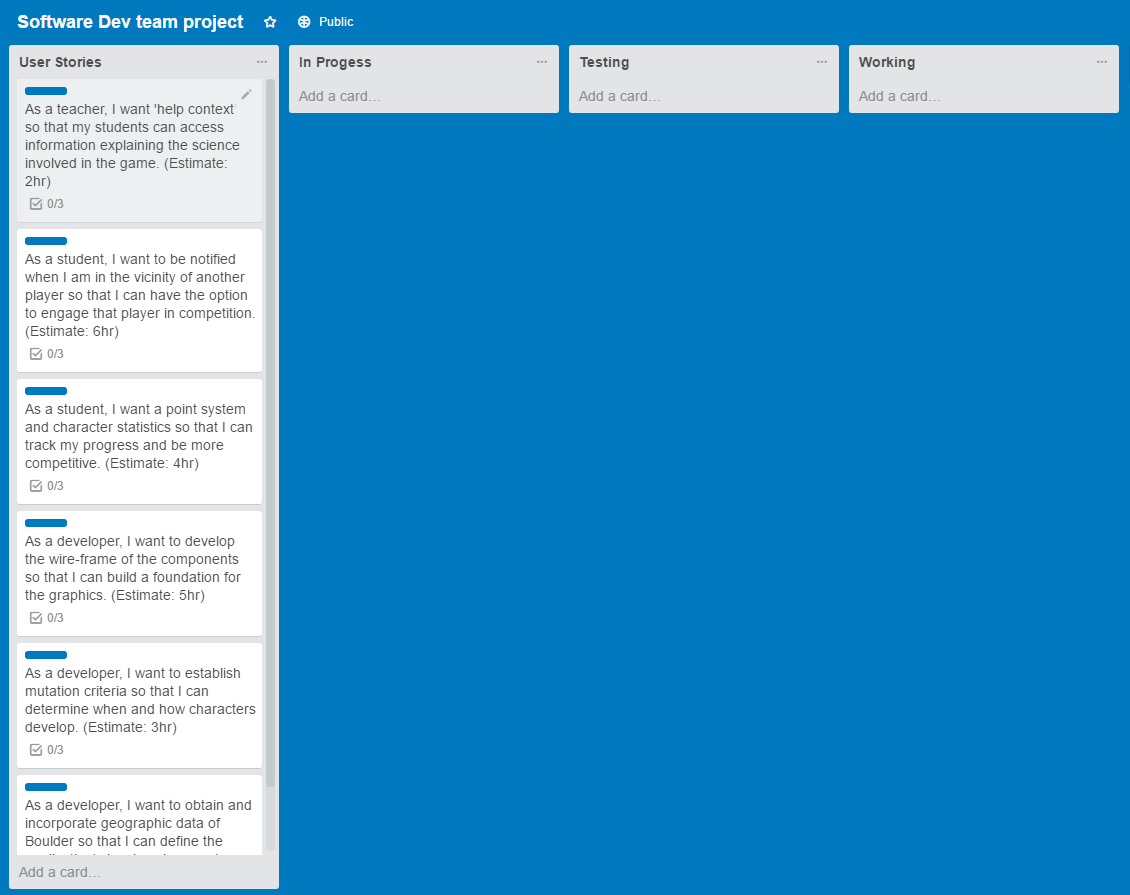 Software Dev team project
Public
User Stories
As a teacher, I want 'help context'
so that my students can access
information explaining the science
involved in the game. (Estimate:
2hr)
0/3
As a student, I want to be notified
when I am in the vicinity of another
player so that I can have the option
to engage that player in competition.
(Estimate: 6hr)
0/3
As a student, I want a point system
and character statistics so that I can
track my progress and be more
competitive. (Estimate: 4hr)
0/3
As a developer, I want to develop
the wire-frame of the components
so that I can build a foundation for
the graphics. (Estimate: 5hr)
0/3
As a developer, I want to establish
mutation criteria so that I can
determine when and how characters
develop. (Estimate: 3hr)
0/3
As a developer, I want to obtain and
incorporate geographic data of
Boulder so that I can define the
Add a card…
In Progess
Add a card…
Testing
Add a card…
Working
Add a card…